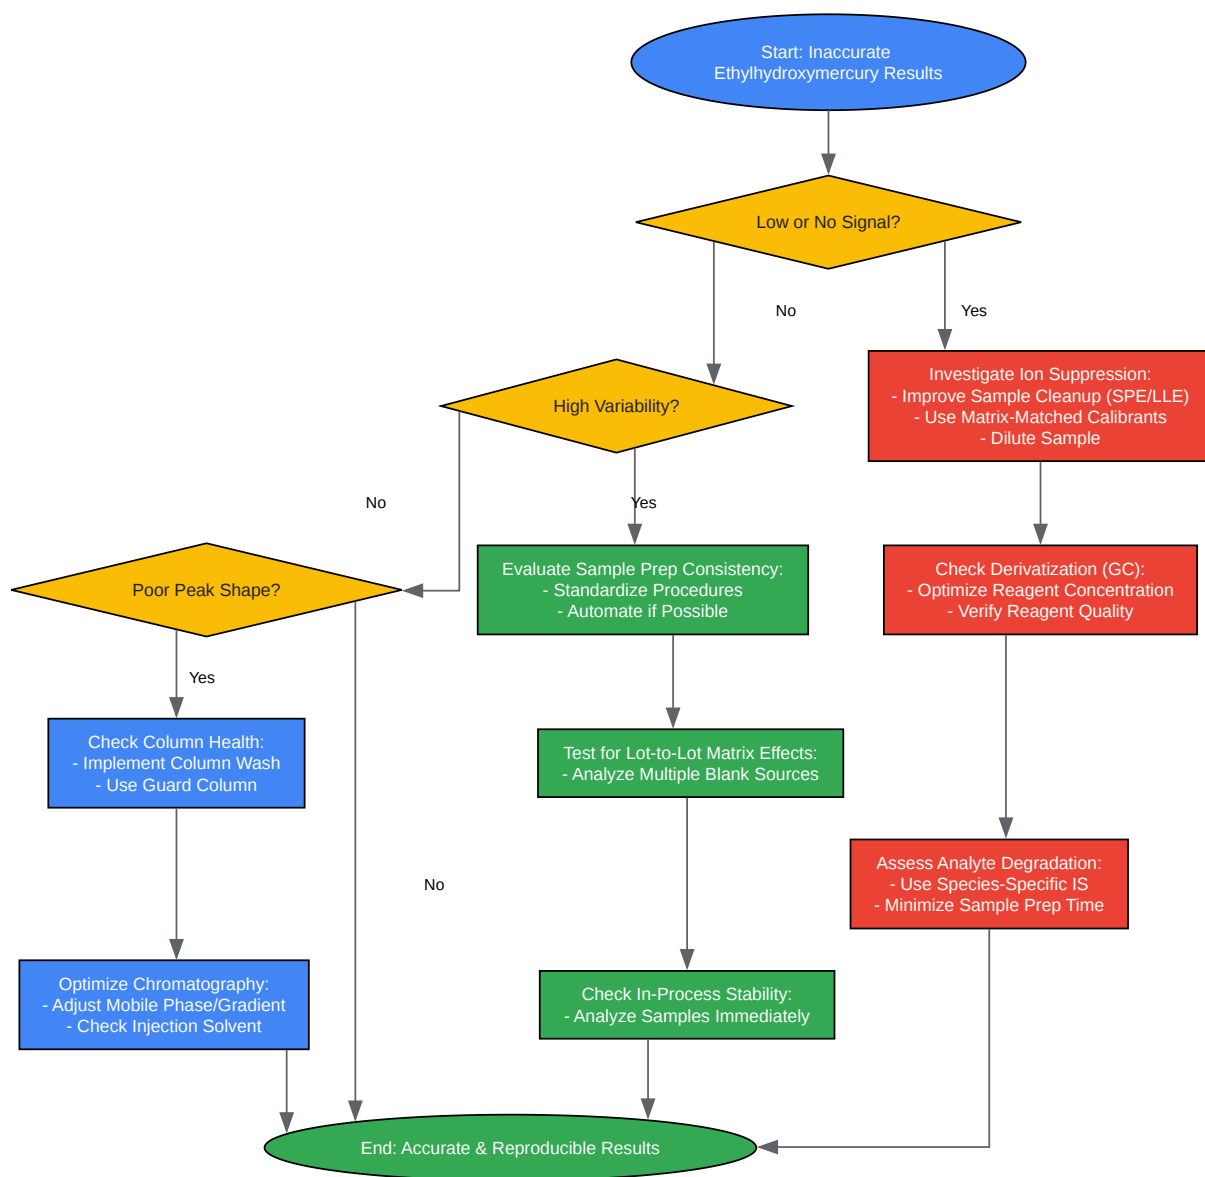 Start: Inaccurate
Ethylhydroxymercury Results
Low or No Signal?
No
Yes
High Variability?
Investigate Ion Suppression:
- Improve Sample Cleanup (SPE/LLE)
- Use Matrix-Matched Calibrants
- Dilute Sample
No
Yes
Poor Peak Shape?
Evaluate Sample Prep Consistency:
- Standardize Procedures
- Automate if Possible
Check Derivatization (GC):
- Optimize Reagent Concentration
- Verify Reagent Quality
Yes
Check Column Health:
- Implement Column Wash
- Use Guard Column
Test for Lot-to-Lot Matrix Effects:
- Analyze Multiple Blank Sources
No
Assess Analyte Degradation:
- Use Species-Specific IS
- Minimize Sample Prep Time
Optimize Chromatography:
- Adjust Mobile Phase/Gradient
- Check Injection Solvent
Check In-Process Stability:
- Analyze Samples Immediately
End: Accurate & Reproducible Results